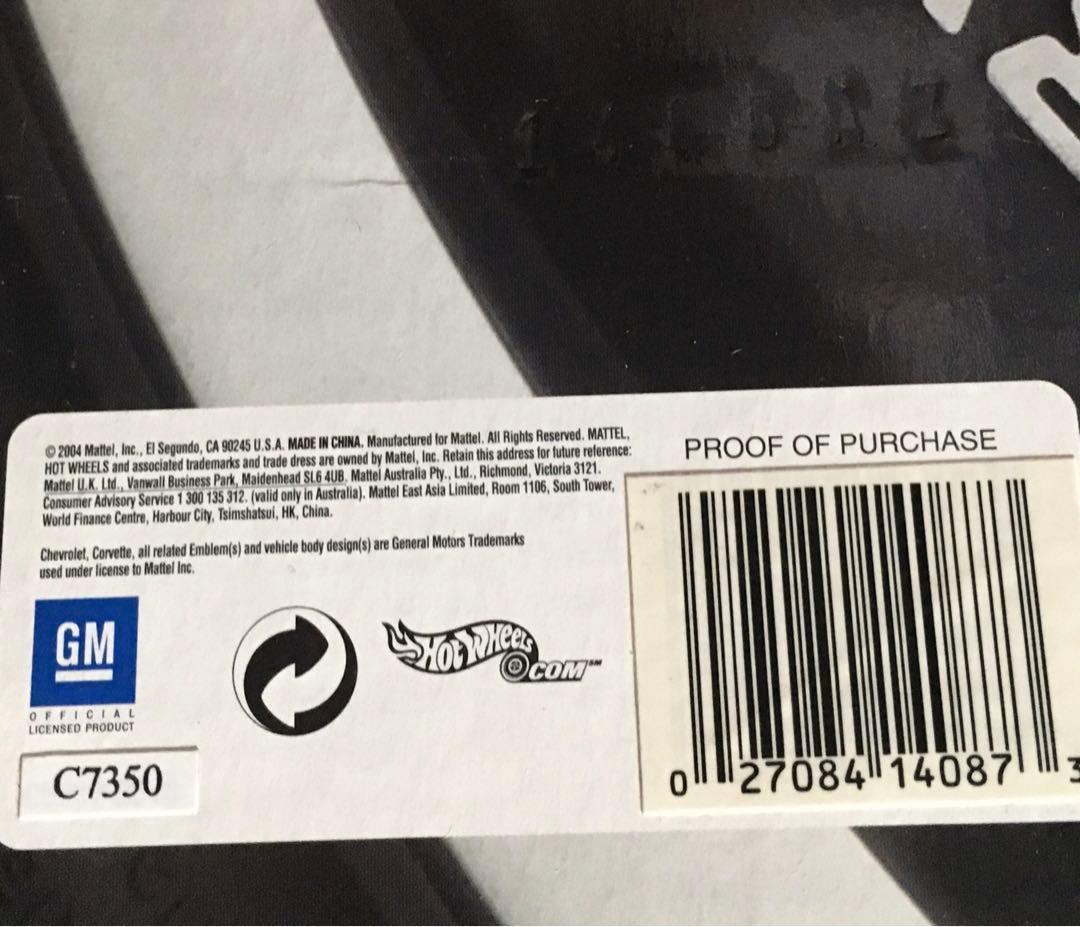 © 2004 Mattel, Inc., El Segundo, CA 90245 U.S.A. MADE IN CHINA. Manufactured for Mattel. All Rights Reserved. MATTEL,
HOT WHEELS and associated trademarks and trade dress are owned by Mattel, Inc. Retain this address for future reference:
Mattel U.K. Ltd., Vanwall Business Park, Maidenhead SL6 4UB. Mattel Australia Pty., Ltd., Richmond, Victoria 3121.
Consumer Advisory Service 1 300 135 312. (valid only in Australia). Mattel East Asia Limited, Room 1106, South Tower,
World Finance Centre, Harbour City, Tsimshatsui, HK, China.
Chevrolet, Corvette, all related Emblem(s) and vehicle body design(s) are General Motors Trademarks
used under license to Mattel Inc.
GM
OFFICIAL
LICENSED PRODUCT
C7350
HOT WHEELS
.COM℠
PROOF OF PURCHASE
0 27084 14087 3